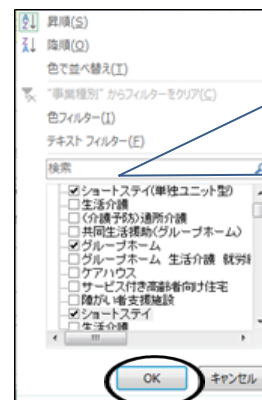 昇順(S)
降順(O)
色で並べ替え(T)
"事業種別" からフィルターをクリア(C)
色フィルター(I)
テキスト フィルター(F)
検索
ショートステイ(単独ユニット型)
生活介護
(介護予防)通所介護
共同生活援助(グループホーム)
グループホーム
グループホーム 生活介護 就労
ケアハウス
サービス付き高齢者向け住宅
障がい者支援施設
ショートステイ
生活介護
OK
キャンセル